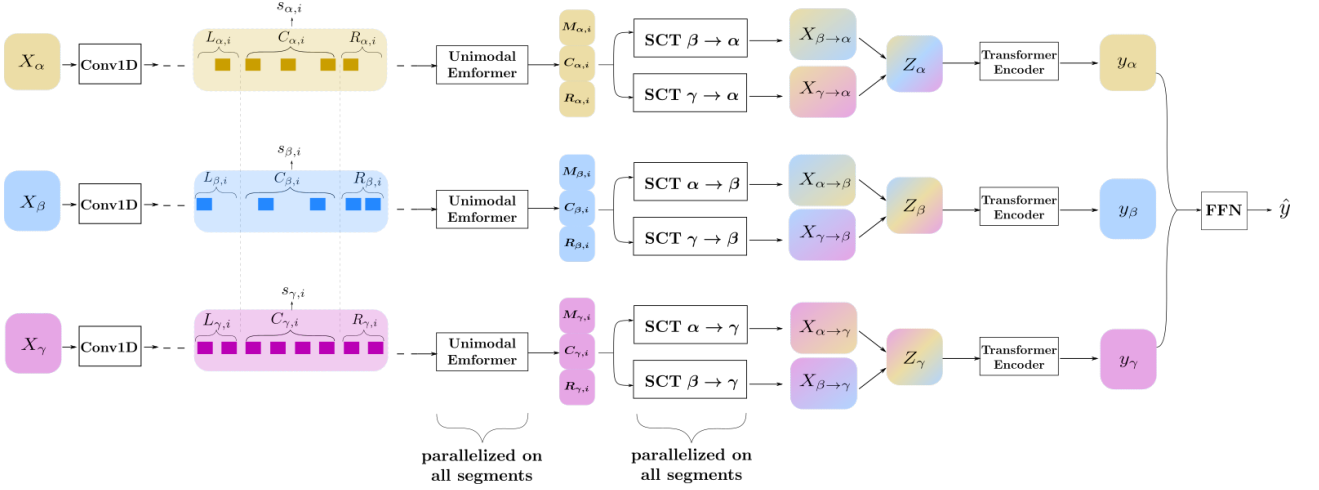 s_{α,i}
L_{α,i} C_{α,i} R_{α,i}
X_α Conv1D
Unimodal
Emformer
M_{α,i}
C_{α,i}
R_{α,i}
SCT β → α
SCT γ → α
X_{β→α}
X_{γ→α}
Z_α
Transformer
Encoder
y_α
s_{β,i}
L_{β,i} C_{β,i} R_{β,i}
X_β Conv1D
Unimodal
Emformer
M_{β,i}
C_{β,i}
R_{β,i}
SCT α → β
SCT γ → β
X_{α→β}
X_{γ→β}
Z_β
Transformer
Encoder
y_β
FFN
ŷ
s_{γ,i}
L_{γ,i} C_{γ,i} R_{γ,i}
X_γ Conv1D
Unimodal
Emformer
M_{γ,i}
C_{γ,i}
R_{γ,i}
SCT α → γ
SCT β → γ
X_{α→γ}
X_{β→γ}
Z_γ
Transformer
Encoder
y_γ
parallelized on
all segments
parallelized on
all segments